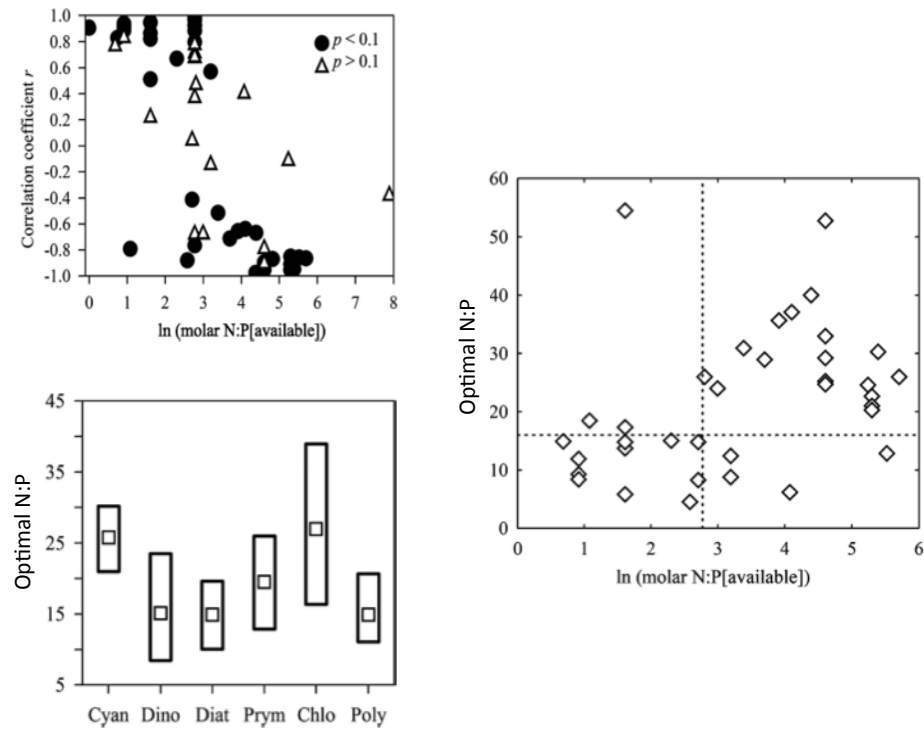 1.0
0.8
0.6
0.4
0.2
0.0
-0.2
-0.4
-0.6
-0.8
-1.0
Correlation coefficient r
p < 0.1
p > 0.1
0 1 2 3 4 5 6 7 8
ln (molar N:P[available])
45
35
25
15
5
Optimal N:P
Cyan Dino Diat Prym Chlo Poly
60
50
40
30
20
10
0
Optimal N:P
0 1 2 3 4 5 6
ln (molar N:P[available])